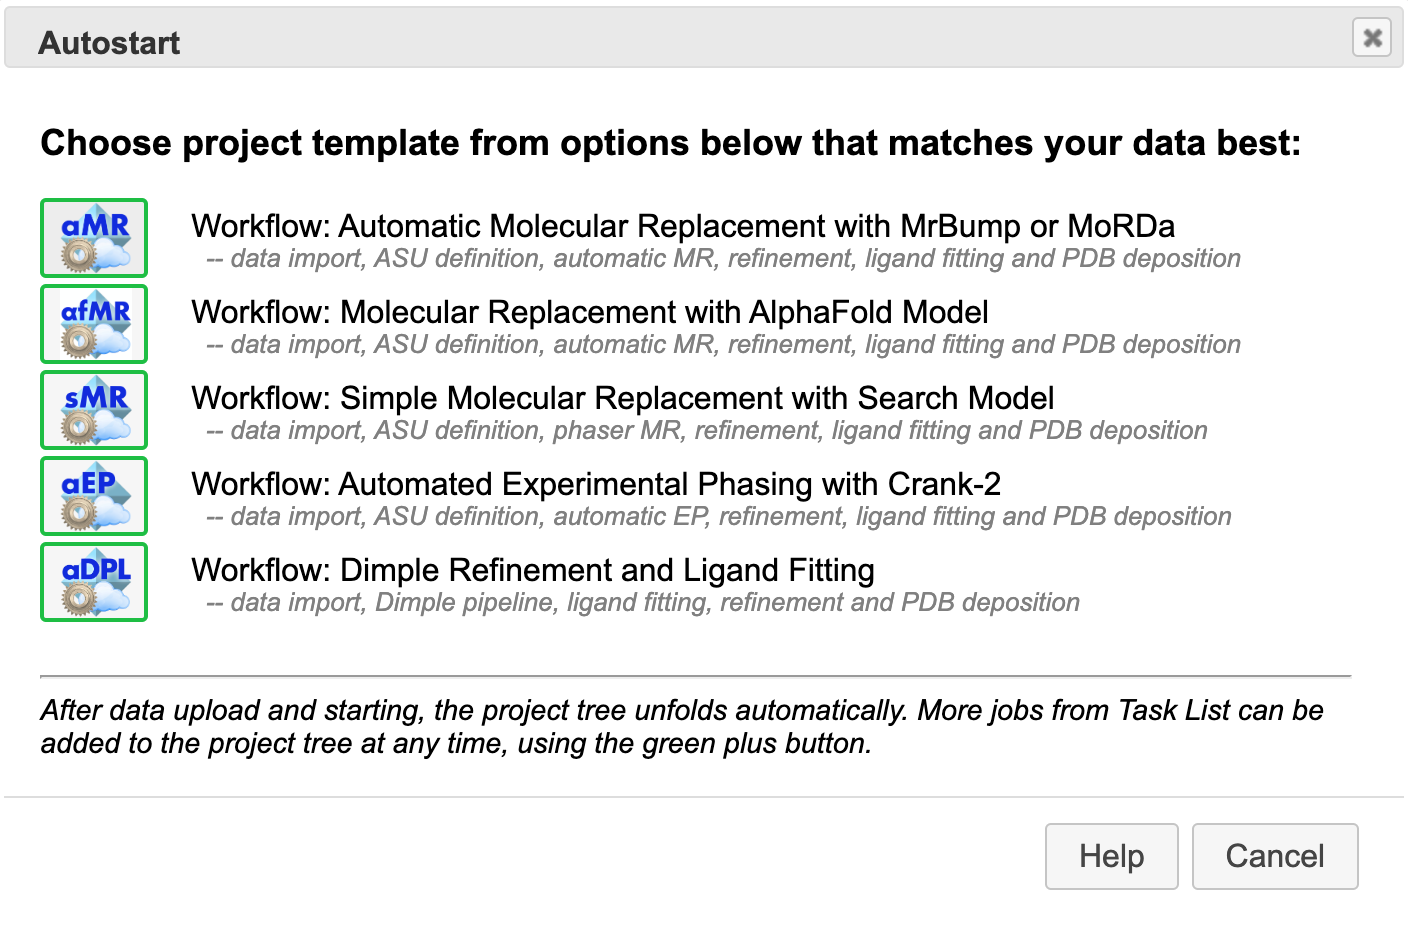 Autostart
Choose project template from options below that matches your data best:
aMR
Workflow: Automatic Molecular Replacement with MrBump or MoRDa
-- data import, ASU definition, automatic MR, refinement, ligand fitting and PDB deposition
afMR
Workflow: Molecular Replacement with AlphaFold Model
-- data import, ASU definition, automatic MR, refinement, ligand fitting and PDB deposition
sMR
Workflow: Simple Molecular Replacement with Search Model
-- data import, ASU definition, phaser MR, refinement, ligand fitting and PDB deposition
aEP
Workflow: Automated Experimental Phasing with Crank-2
-- data import, ASU definition, automatic EP, refinement, ligand fitting and PDB deposition
aDPL
Workflow: Dimple Refinement and Ligand Fitting
-- data import, Dimple pipeline, ligand fitting, refinement and PDB deposition
After data upload and starting, the project tree unfolds automatically. More jobs from Task List can be
added to the project tree at any time, using the green plus button.
Help
Cancel